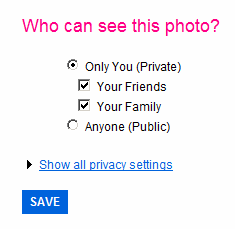 Who can see this photo?
Only You (Private)
Your Friends
Your Family
Anyone (Public)
Show all privacy settings
SAVE